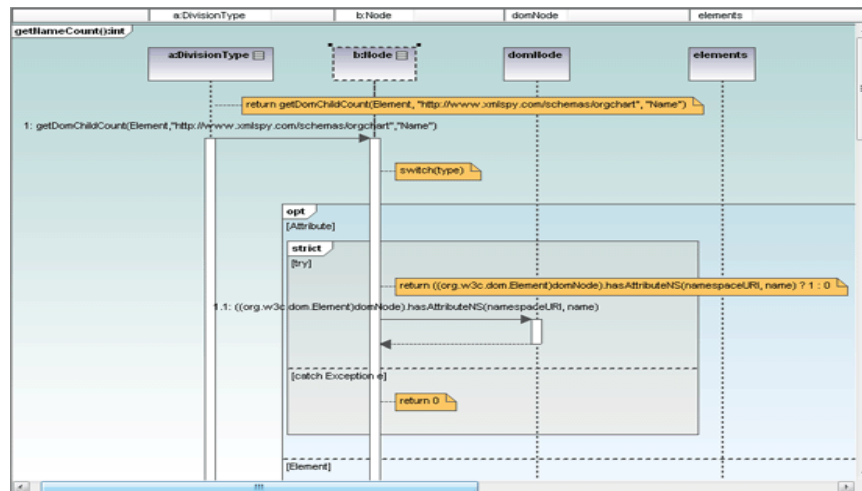 a:DivisionType b:Node domNode elements
getNameCount():int
a:DivisionType b:Node domNode elements
return getDomChildCount(Element, "http://www.xmlspy.com/schemas/orgchart", "Name")
1: getDomChildCount(Element,"http://www.xmlspy.com/schemas/orgchart","Name")
switch(type)
opt
[Attribute]
strict
[try]
return ((org.w3c.dom.Element)domNode).hasAttributeNS(namespaceURI, name) ? 1 : 0
1.1: ((org.w3c.dom.Element)domNode).hasAttributeNS(namespaceURI, name)
[catch Exception e]
return 0
[Element]